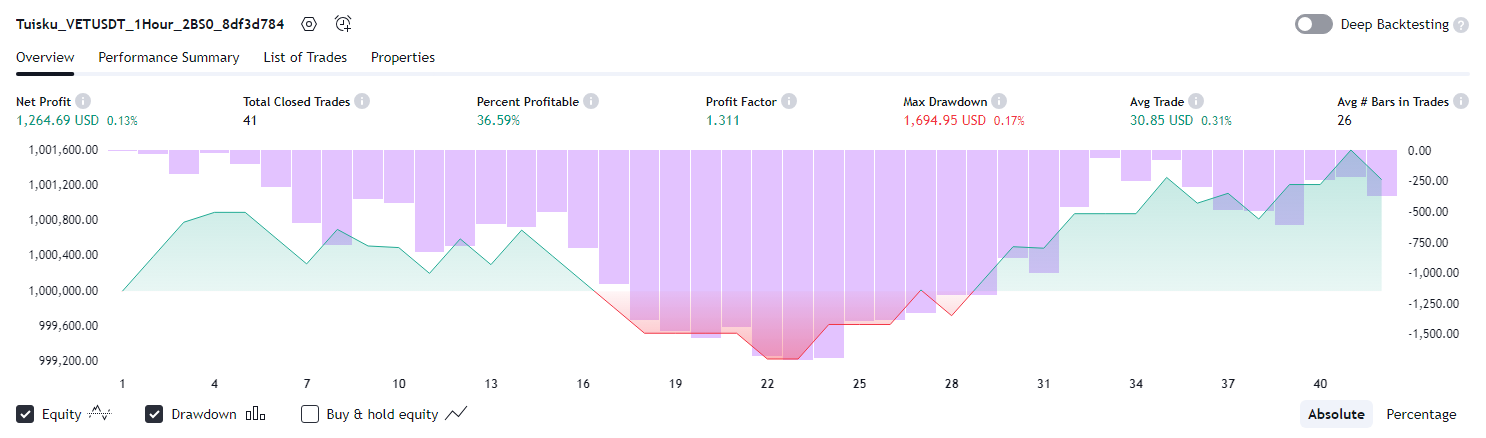 Tuisku_VETUSDT_1Hour_2BS0_8df3d784 Deep Backtesting ?
Overview Performance Summary List of Trades Properties
Net Profit Total Closed Trades Percent Profitable Profit Factor Max Drawdown Avg Trade Avg # Bars in Trades
1,264.69 USD 0.13% 41 36.59% 1.311 1,694.95 USD 0.17% 30.85 USD 0.31% 26
1,001,600.00 0.00
1,001,200.00 -250.00
1,000,800.00 -500.00
1,000,400.00 -750.00
1,000,000.00 -1,000.00
999,600.00 -1,250.00
999,200.00 -1,500.00
1 4 7 10 13 16 19 22 25 28 31 34 37 40
Equity Drawdown Buy & hold equity Absolute Percentage